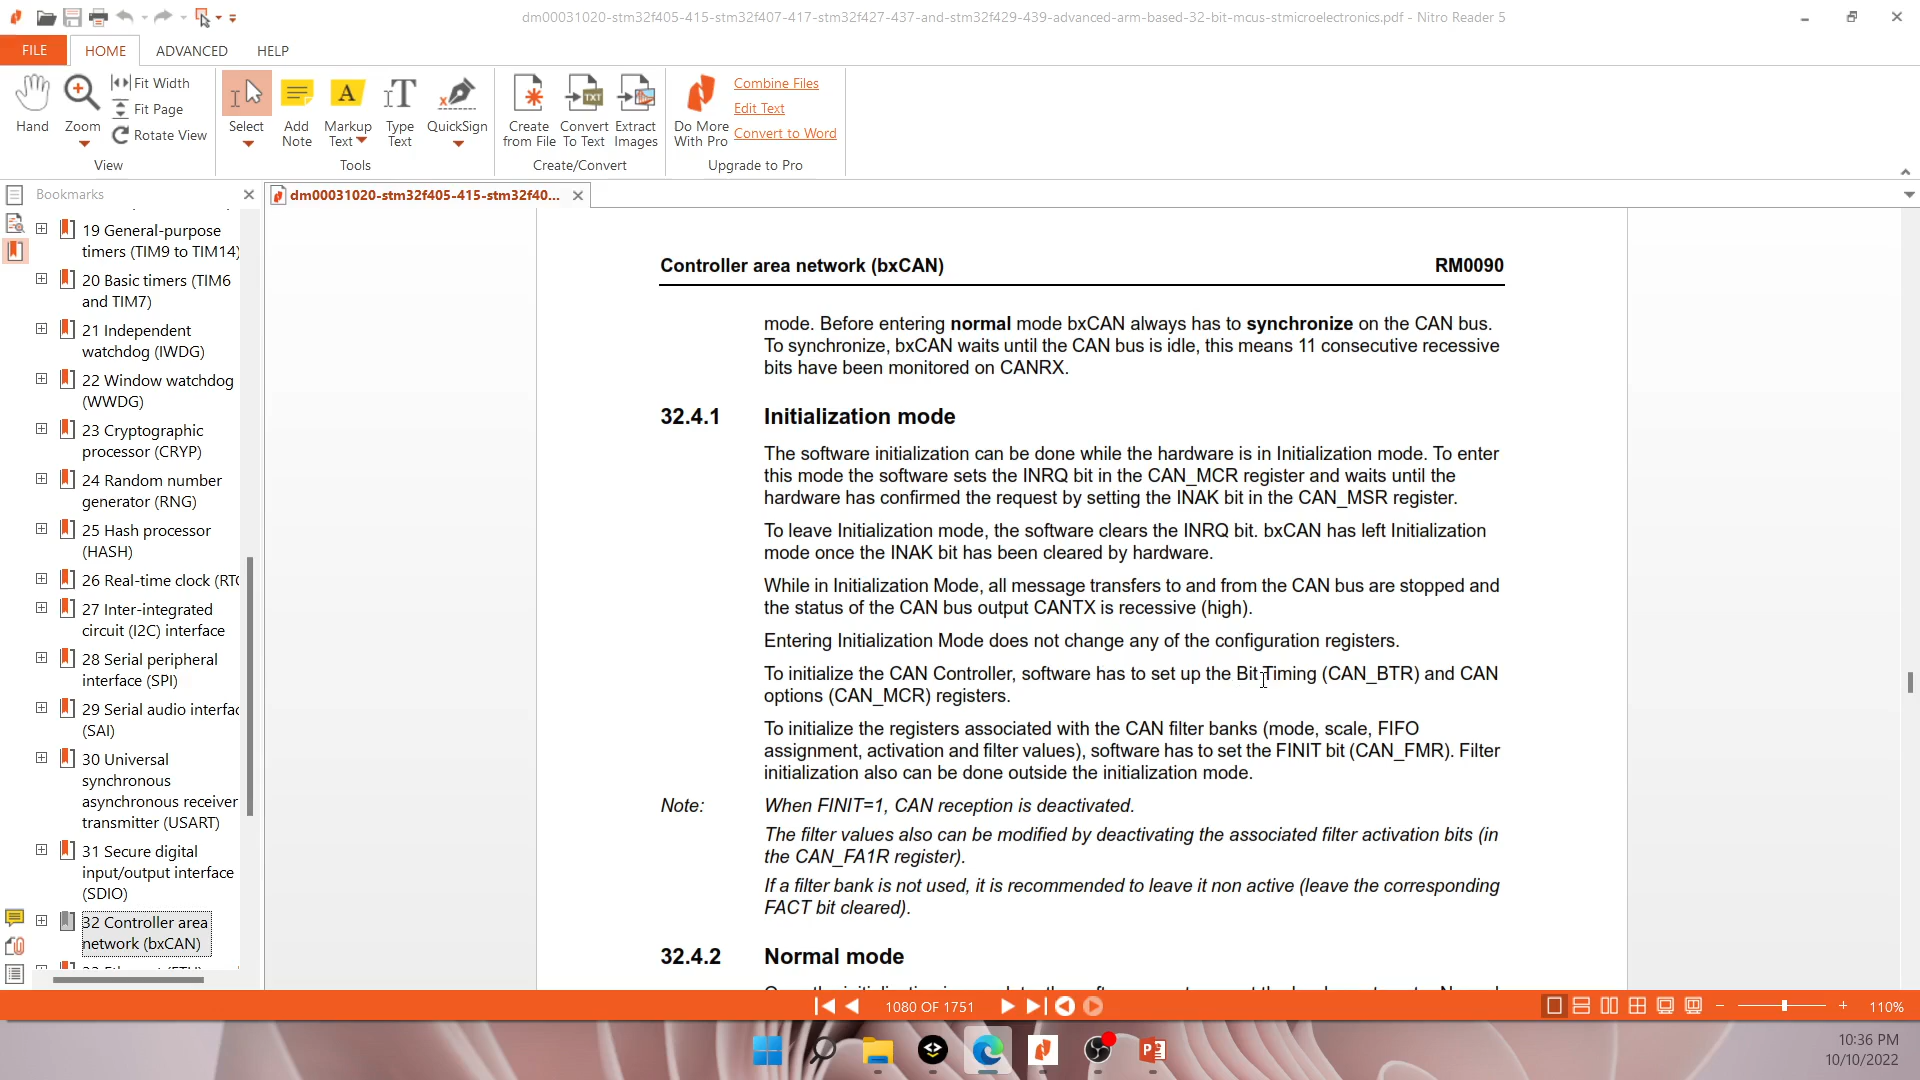 dm00031020-stm32f405-415-stm32f407-417-stm32f427-437-and-stm32f429-439-advanced-arm-based-32-bit-mcus-stmicroelectronics.pdf - Nitro Reader 5
FILE HOME ADVANCED HELP
Hand
Zoom
Fit Width
Fit Page
Rotate View
View
Select
Add Note
Markup Text
Type Text
QuickSign
Tools
Create from File
Convert To Text
Extract Images
Create/Convert
Do More With Pro
Combine Files
Edit Text
Convert to Word
Upgrade to Pro
Bookmarks
dm00031020-stm32f405-415-stm32f40...
19 General-purpose
timers (TIM9 to TIM14)
20 Basic timers (TIM6
and TIM7)
21 Independent
watchdog (IWDG)
22 Window watchdog
(WWDG)
23 Cryptographic
processor (CRYP)
24 Random number
generator (RNG)
25 Hash processor
(HASH)
26 Real-time clock (RTC
27 Inter-integrated
circuit (I2C) interface
28 Serial peripheral
interface (SPI)
29 Serial audio interfac
(SAI)
30 Universal
synchronous
asynchronous receiver
transmitter (USART)
31 Secure digital
input/output interface
(SDIO)
32 Controller area
network (bxCAN)
Controller area network (bxCAN) RM0090
mode. Before entering normal mode bxCAN always has to synchronize on the CAN bus.
To synchronize, bxCAN waits until the CAN bus is idle, this means 11 consecutive recessive
bits have been monitored on CANRX.
32.4.1 Initialization mode
The software initialization can be done while the hardware is in Initialization mode. To enter
this mode the software sets the INRQ bit in the CAN_MCR register and waits until the
hardware has confirmed the request by setting the INAK bit in the CAN_MSR register.
To leave Initialization mode, the software clears the INRQ bit. bxCAN has left Initialization
mode once the INAK bit has been cleared by hardware.
While in Initialization Mode, all message transfers to and from the CAN bus are stopped and
the status of the CAN bus output CANTX is recessive (high).
Entering Initialization Mode does not change any of the configuration registers.
To initialize the CAN Controller, software has to set up the Bit Timing (CAN_BTR) and CAN
options (CAN_MCR) registers.
To initialize the registers associated with the CAN filter banks (mode, scale, FIFO
assignment, activation and filter values), software has to set the FINIT bit (CAN_FMR). Filter
initialization also can be done outside the initialization mode.
Note: When FINIT=1, CAN reception is deactivated.
The filter values also can be modified by deactivating the associated filter activation bits (in
the CAN_FA1R register).
If a filter bank is not used, it is recommended to leave it non active (leave the corresponding
FACT bit cleared).
32.4.2 Normal mode
1080 OF 1751
110%
10:36 PM
10/10/2022